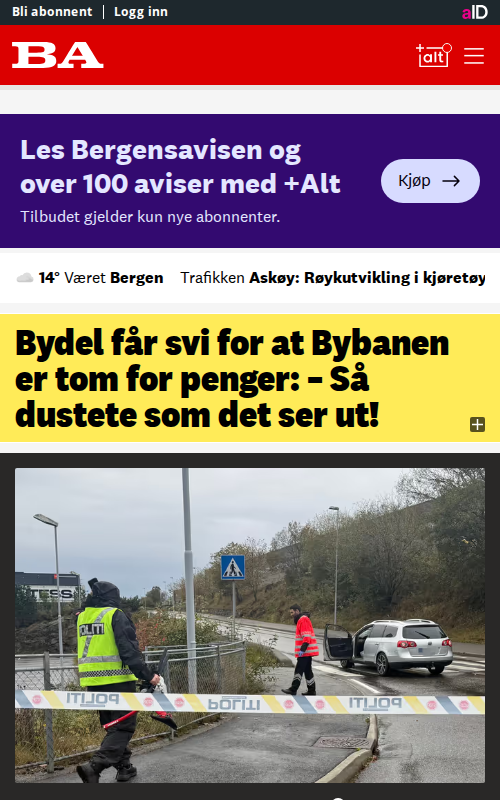 Bli abonnent
Logg inn
aID
BA
+alt
Les Bergensavisen og
over 100 aviser med +Alt
Tilbudet gjelder kun nye abonnenter.
Kjøp
14° Været Bergen
Trafikken Askøy: Røykutvikling i kjøretøy
Bydel får svi for at Bybanen
er tom for penger: – Så
dustete som det ser ut!
TESS
POLITI
POLITI
POLITI
POLITI